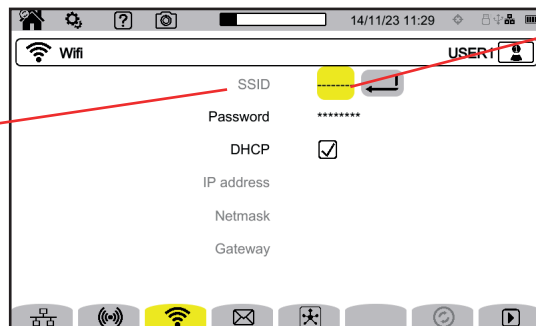 14/11/23 11:29
Wifi USER1
SSID -------
Password ********
DHCP
IP address
Netmask
Gateway